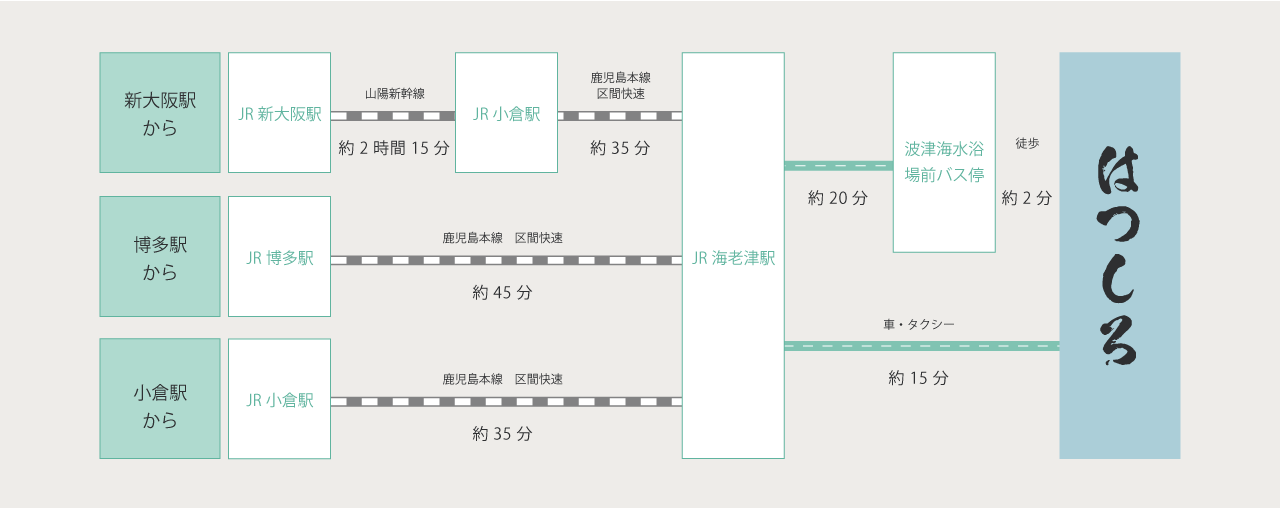 新大阪駅
から
JR 新大阪駅
山陽新幹線
約 2 時間 15 分
JR 小倉駅
鹿児島本線
区間快速
約 35 分
博多駅
から
JR 博多駅
鹿児島本線　区間快速
約 45 分
小倉駅
から
JR 小倉駅
鹿児島本線　区間快速
約 35 分
JR 海老津駅
約 20 分
波津海水浴
場前バス停
徒歩
約 2 分
車・タクシー
約 15 分
はつしろ